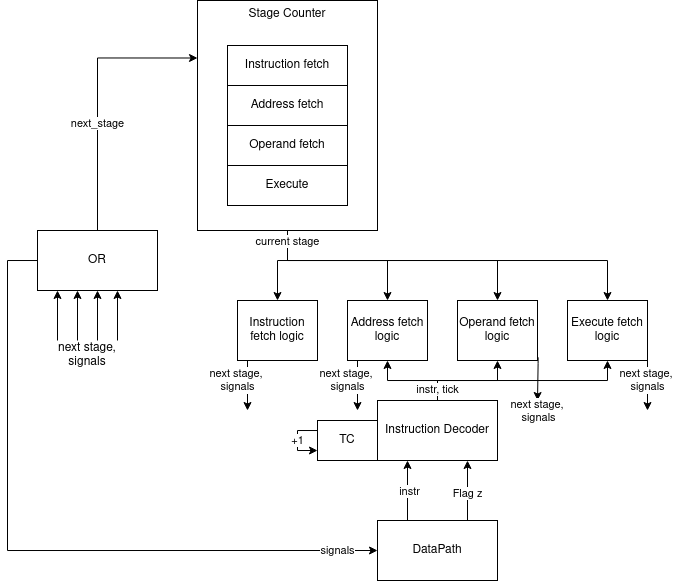 Stage Counter
Instruction fetch
Address fetch
Operand fetch
Execute
next_stage
current stage
OR
next stage,
signals
Instruction
fetch logic
Address fetch
logic
Operand fetch
logic
Execute fetch
logic
next stage,
signals
next stage,
signals
next stage,
signals
next stage,
signals
instr, tick
+1
TC
Instruction Decoder
instr
Flag z
signals
DataPath